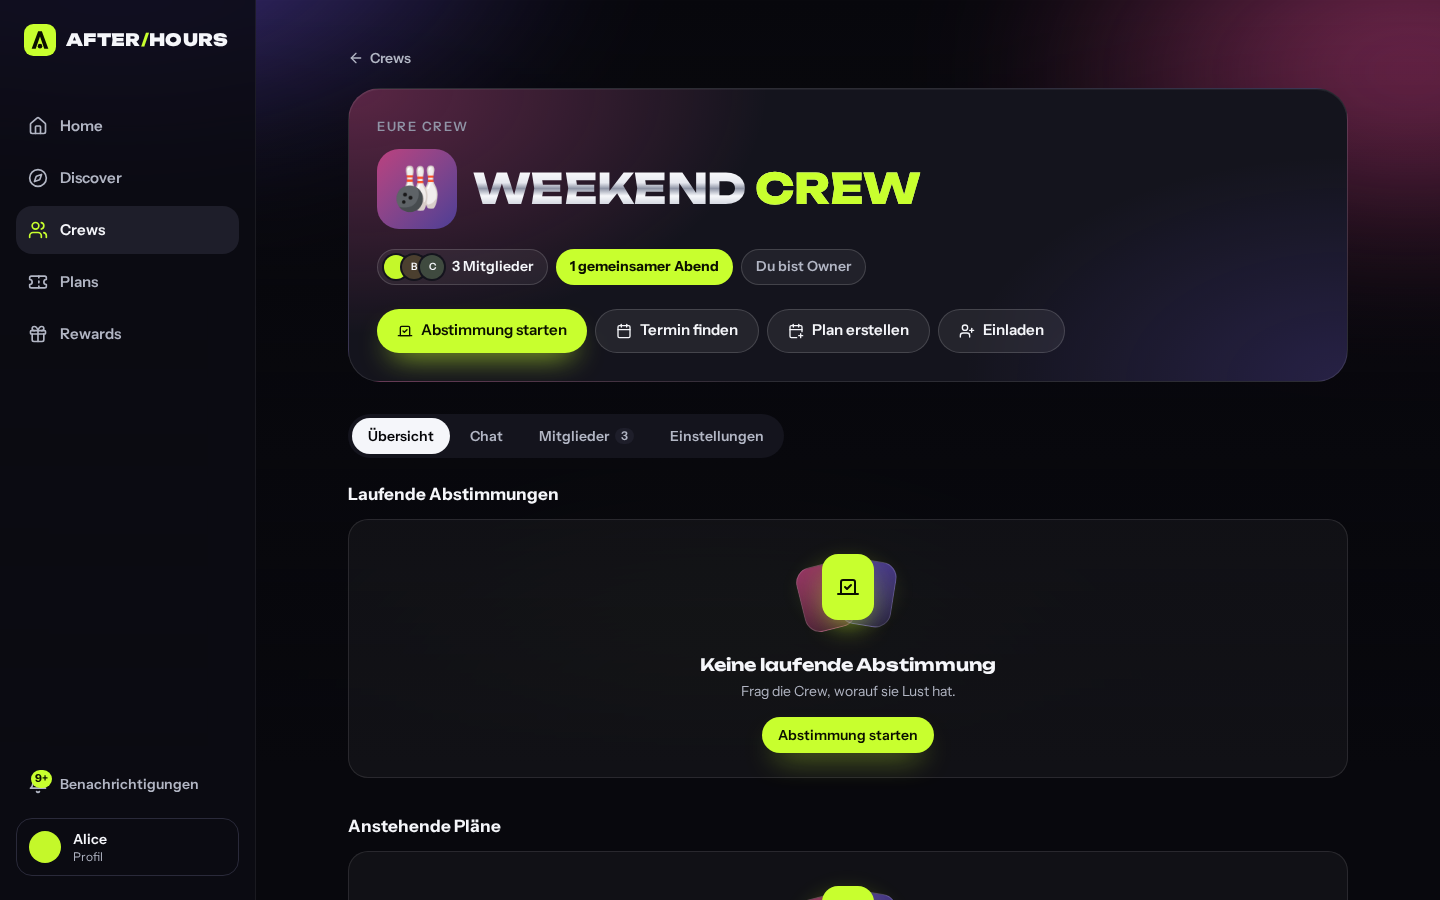 AFTER/HOURS
Home
Discover
Crews
Plans
Rewards
9+
Benachrichtigungen
Alice
Profil
Crews
EURE CREW
WEEKEND CREW
B C 3 Mitglieder
1 gemeinsamer Abend
Du bist Owner
Abstimmung starten
Termin finden
Plan erstellen
Einladen
Übersicht
Chat
Mitglieder 3
Einstellungen
Laufende Abstimmungen
Keine laufende Abstimmung
Frag die Crew, worauf sie Lust hat.
Abstimmung starten
Anstehende Pläne